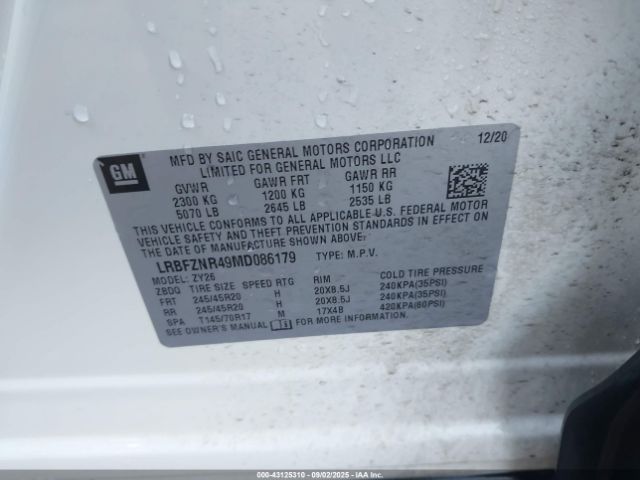 GM
MFD BY SAIC GENERAL MOTORS CORPORATION 12/20
LIMITED FOR GENERAL MOTORS LLC
GVWR GAWR FRT GAWR RR
2300 KG 1200 KG 1150 KG
5070 LB 2645 LB 2535 LB
THIS VEHICLE CONFORMS TO ALL APPLICABLE U.S. FEDERAL MOTOR
VEHICLE SAFETY AND THEFT PREVENTION STANDARDS IN EFFECT ON
THE DATE OF MANUFACTURE SHOWN ABOVE.
LRBFZNR49MD086179 TYPE: M.P.V.
MODEL: ZY26
ZBDQ TIRE SIZE SPEED RTG RIM COLD TIRE PRESSURE
FRT 245/45R20 H 20X8.5J 240KPA(35PSI)
RR 245/45R20 H 20X8.5J 240KPA(35PSI)
SPA T145/70R17 M 17X4B 420KPA(60PSI)
SEE OWNER'S MANUAL FOR MORE INFORMATION
000-43125310 - 09/02/2025 - IAAI.CA